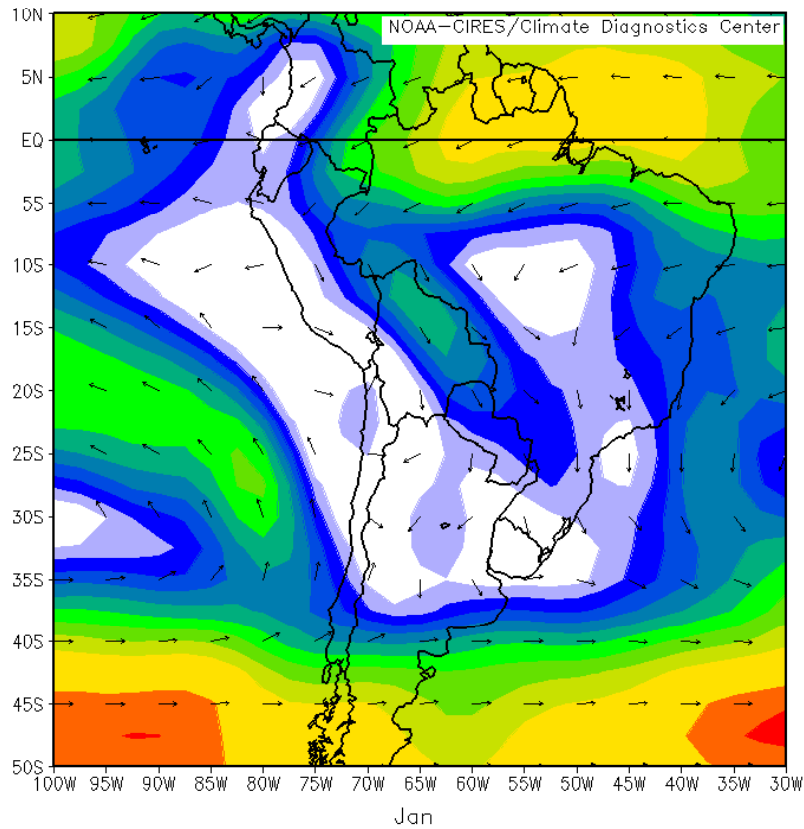 NOAA-CIRES/Climate Diagnostics Center
10N
5N
EQ
5S
10S
15S
20S
25S
30S
35S
40S
45S
50S
100W 95W 90W 85W 80W 75W 70W 65W 60W 55W 50W 45W 40W 35W 30W
Jan